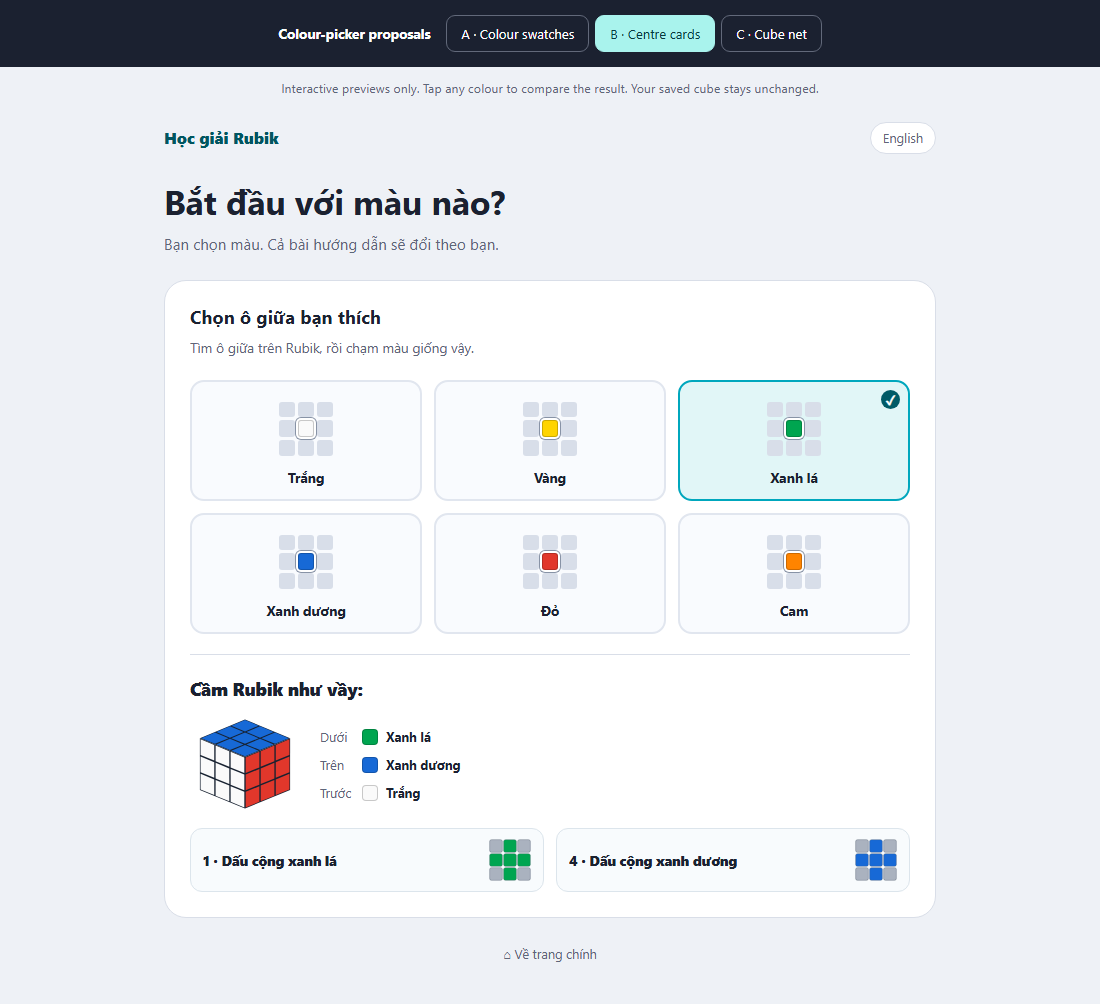 Colour-picker proposals
A · Colour swatches
B · Centre cards
C · Cube net
Interactive previews only. Tap any colour to compare the result. Your saved cube stays unchanged.
Học giải Rubik
English
Bắt đầu với màu nào?
Bạn chọn màu. Cả bài hướng dẫn sẽ đổi theo bạn.
Chọn ô giữa bạn thích
Tìm ô giữa trên Rubik, rồi chạm màu giống vậy.
Trắng
Vàng
Xanh lá
Xanh dương
Đỏ
Cam
Cầm Rubik như vầy:
Dưới Xanh lá
Trên Xanh dương
Trước Trắng
1 · Dấu cộng xanh lá
4 · Dấu cộng xanh dương
⌂ Về trang chính